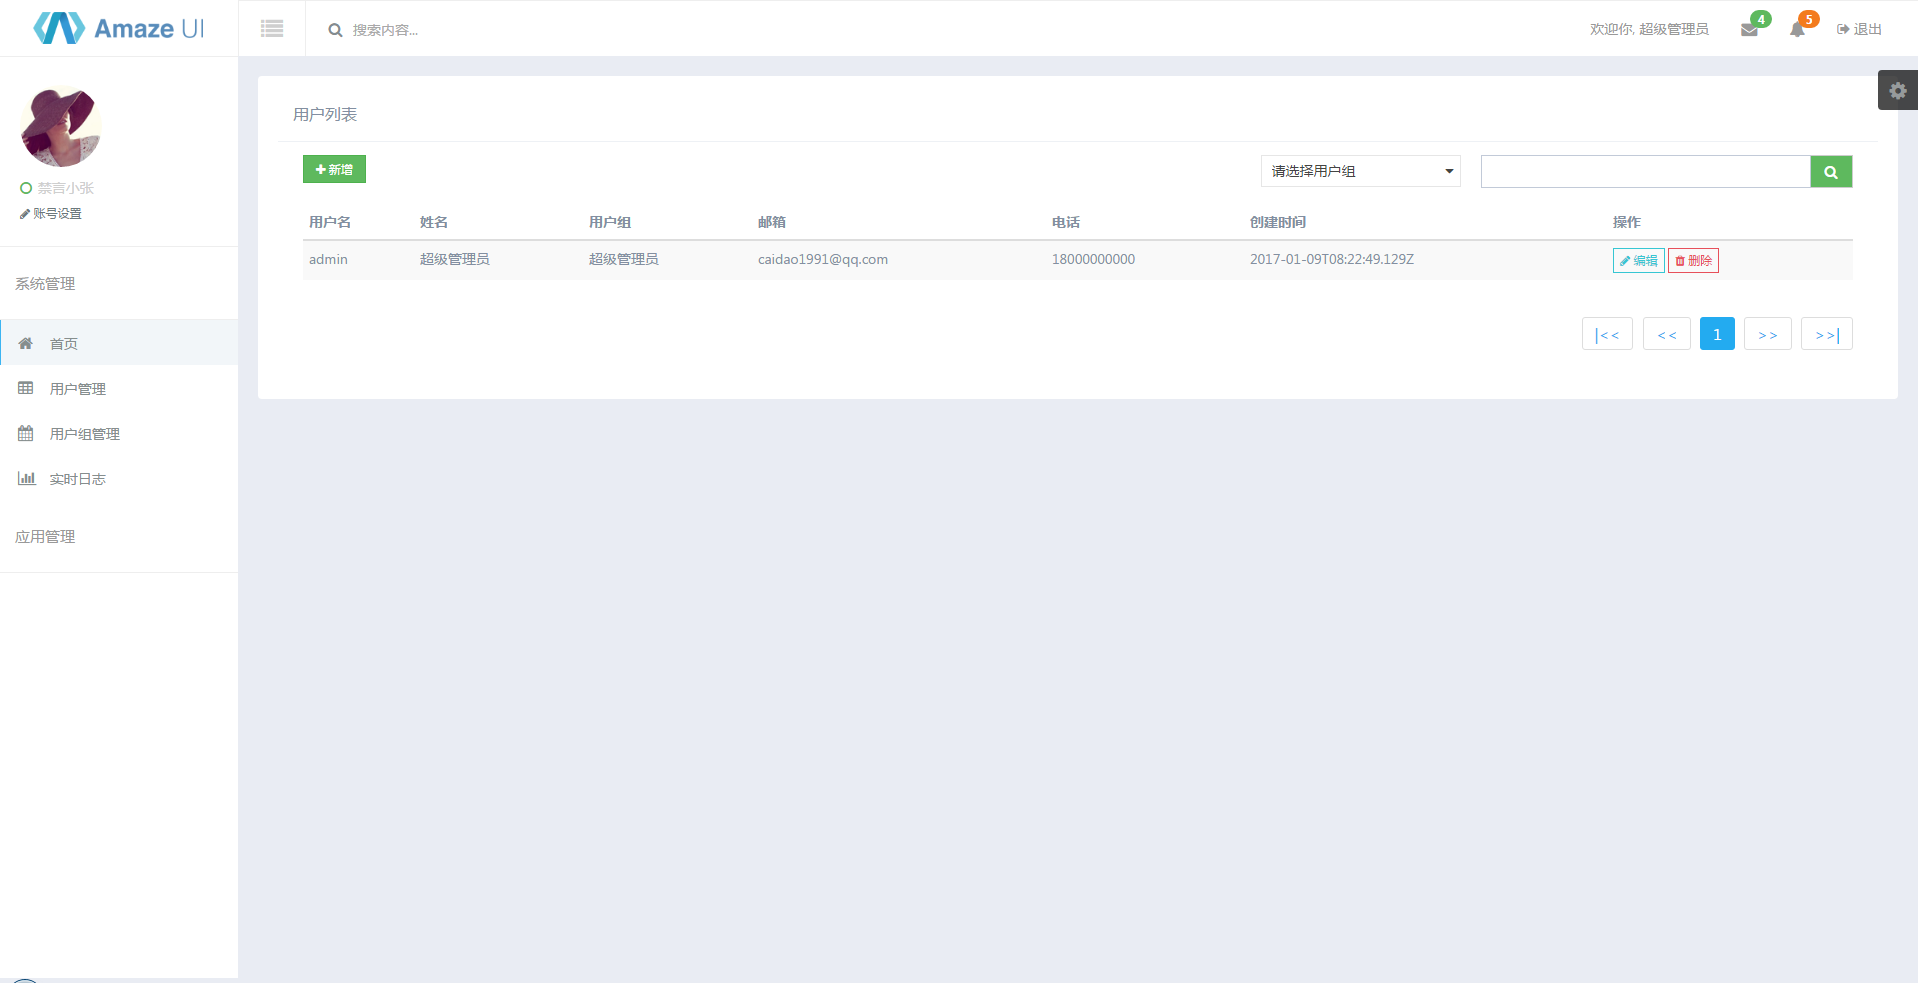 Amaze UI
搜索内容...
欢迎你, 超级管理员
4
5
退出
禁言小张
账号设置
系统管理
首页
用户管理
用户组管理
实时日志
应用管理
用户列表
新增
请选择用户组
用户名 姓名 用户组 邮箱 电话 创建时间 操作
admin 超级管理员 超级管理员 caidao1991@qq.com 18000000000 2017-01-09T08:22:49.129Z 编辑 删除
|<< << 1 >> >>|